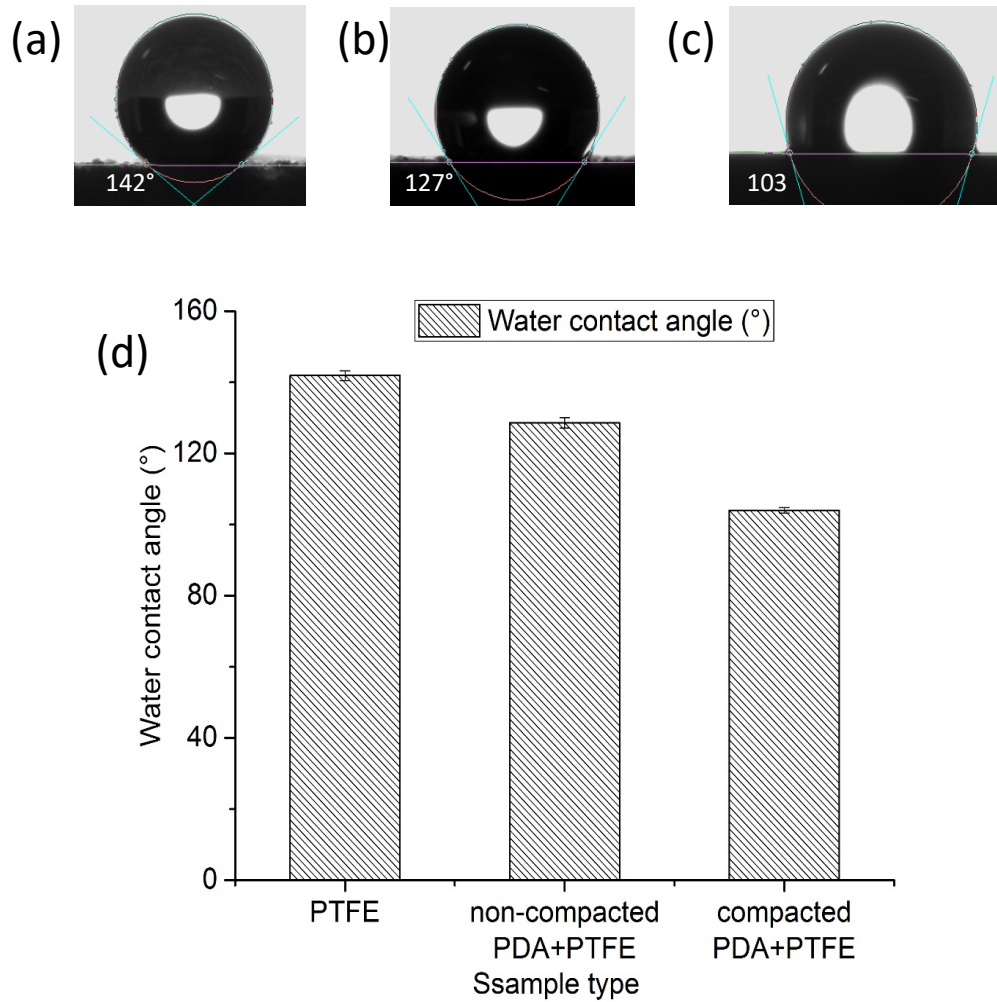 (a)
(b)
(c)
142°
127°
103
(d)
Water contact angle (°)
Water contact angle (°)
160
120
80
40
0
PTFE
non-compacted
PDA+PTFE
compacted
PDA+PTFE
Ssample type